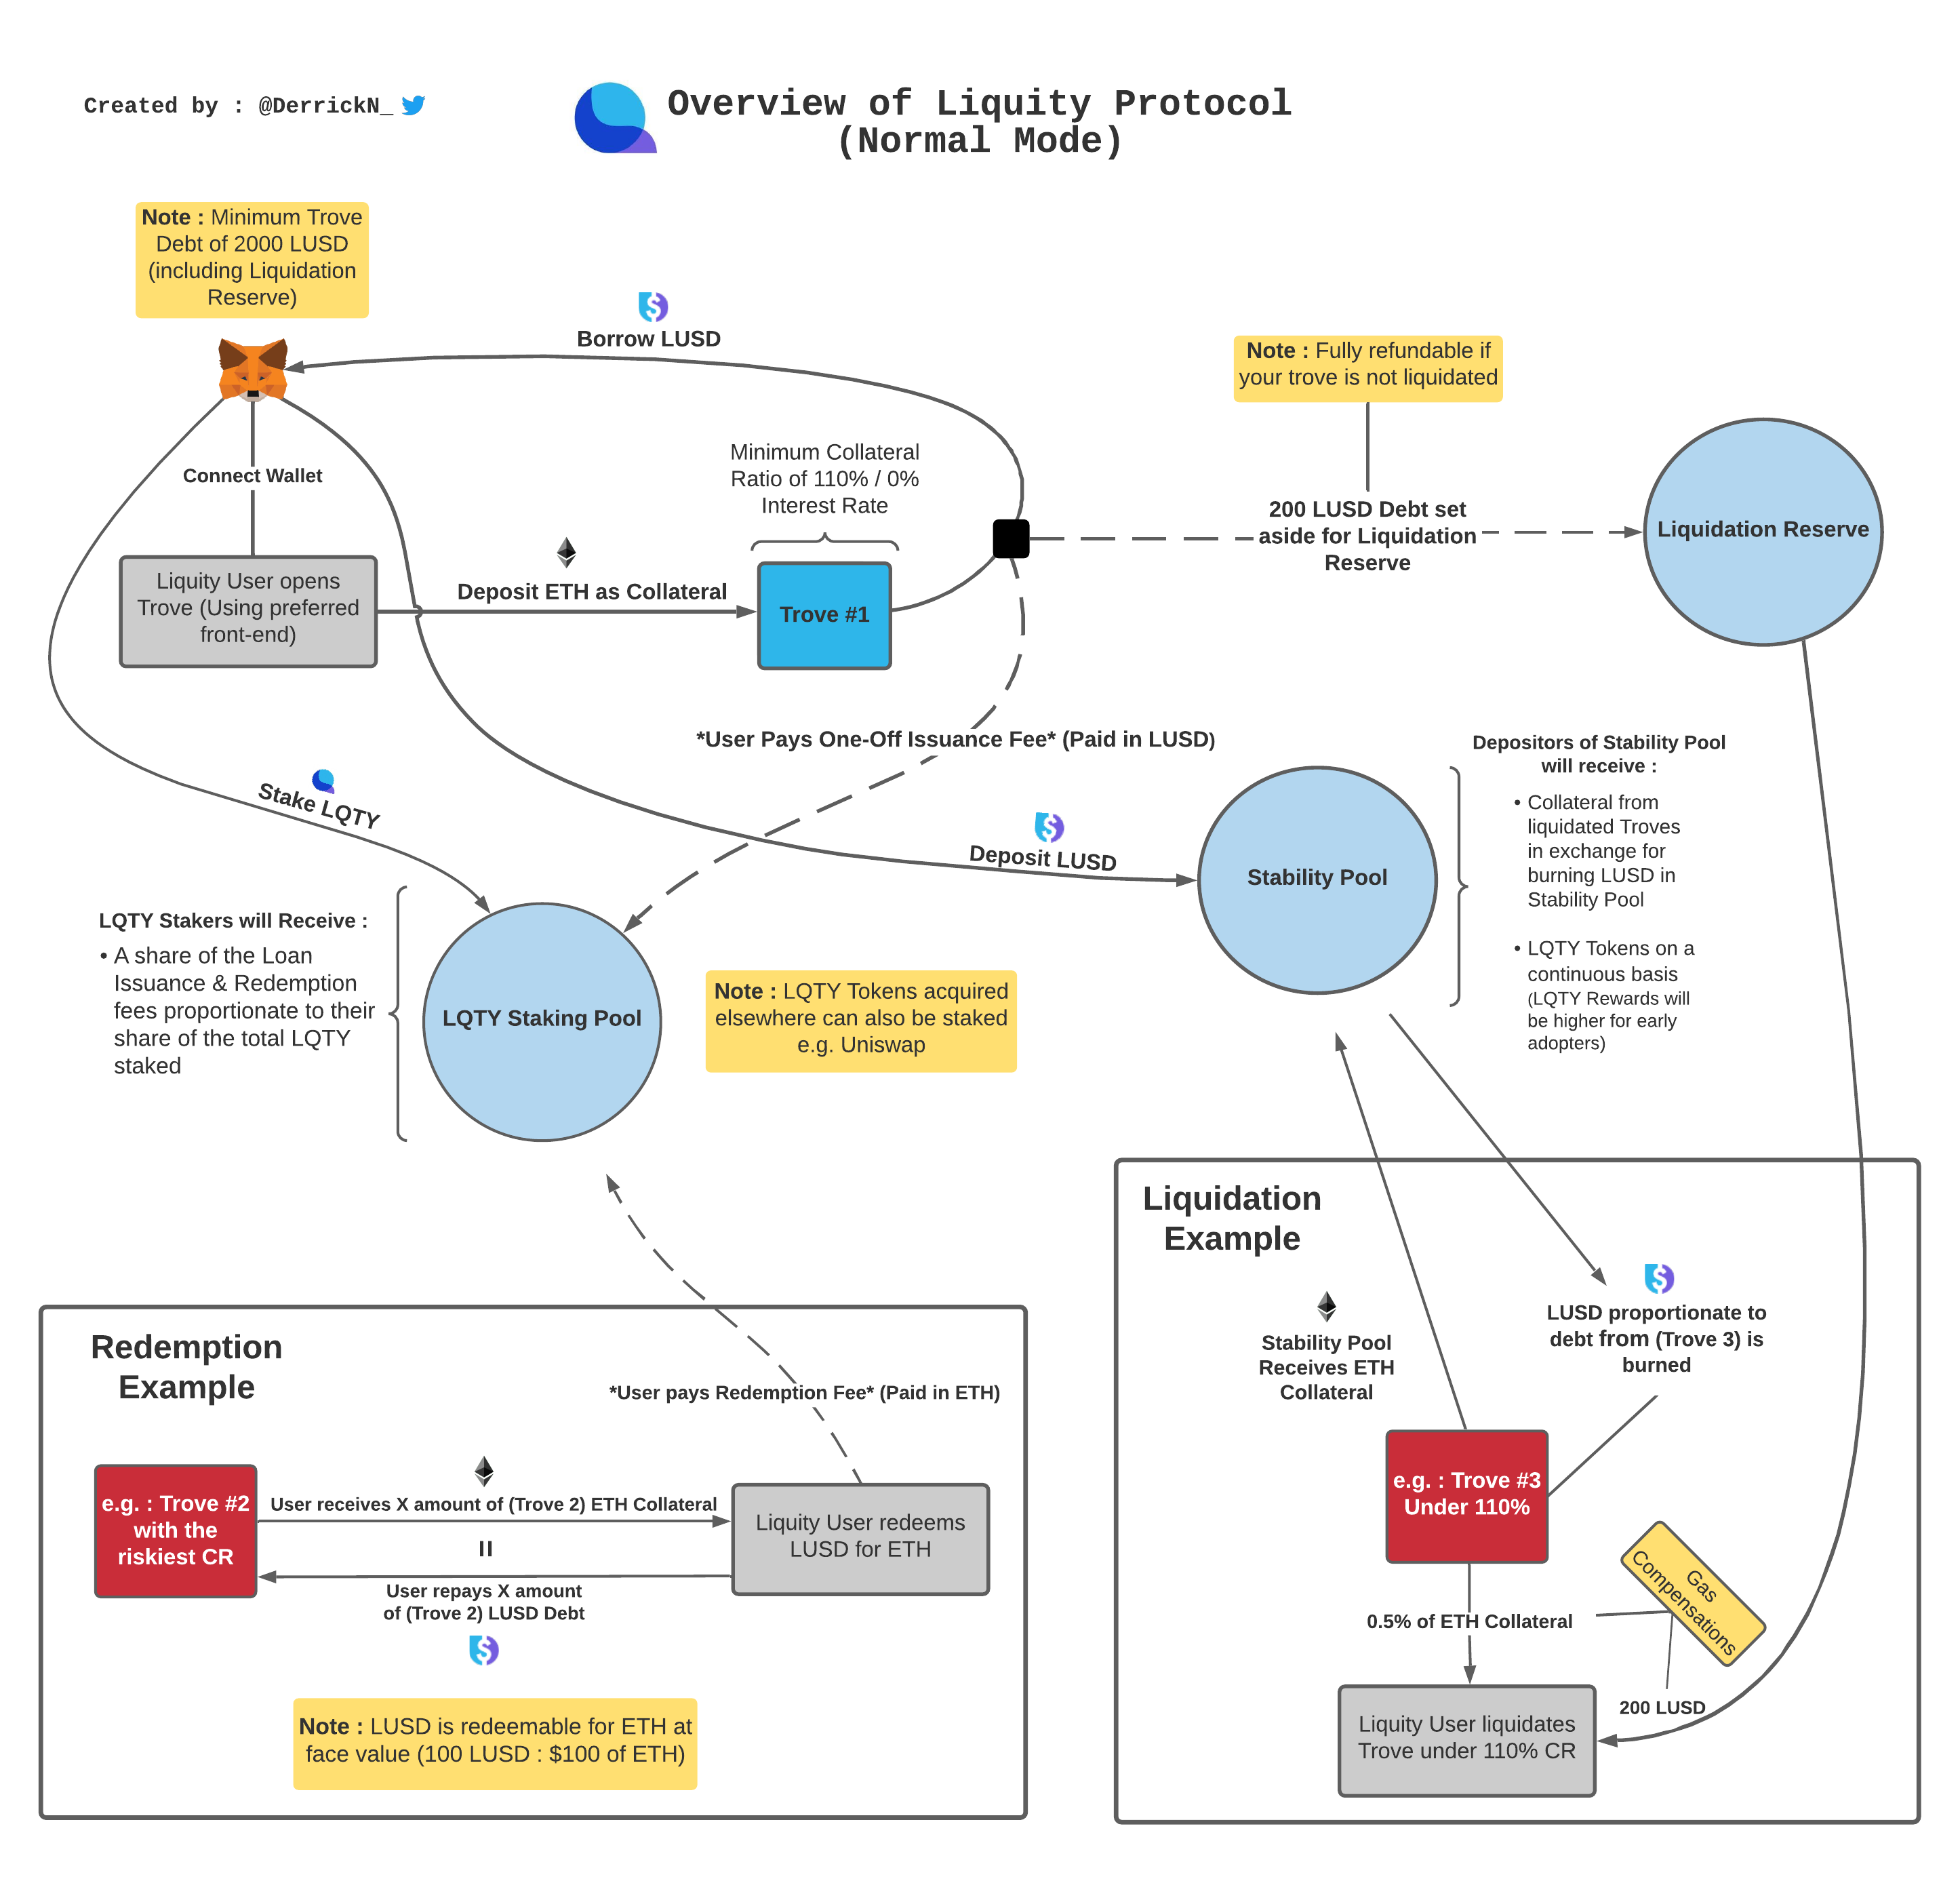 Created by : @DerrickN_
Overview of Liquity Protocol
(Normal Mode)
Note : Minimum Trove
Debt of 2000 LUSD
(including Liquidation
Reserve)
Borrow LUSD
Note : Fully refundable if
your trove is not liquidated
Connect Wallet
Minimum Collateral
Ratio of 110% / 0%
Interest Rate
200 LUSD Debt set
aside for Liquidation
Reserve
Liquidation Reserve
Liquity User opens
Trove (Using preferred
front-end)
Deposit ETH as Collateral
Trove #1
*User Pays One-Off Issuance Fee* (Paid in LUSD)
Stake LQTY
Deposit LUSD
Stability Pool
Depositors of Stability Pool
will receive :
• Collateral from
liquidated Troves
in exchange for
burning LUSD in
Stability Pool
• LQTY Tokens on a
continuous basis
(LQTY Rewards will
be higher for early
adopters)
LQTY Stakers will Receive :
• A share of the Loan
Issuance & Redemption
fees proportionate to their
share of the total LQTY
staked
LQTY Staking Pool
Note : LQTY Tokens acquired
elsewhere can also be staked
e.g. Uniswap
Redemption
Example
*User pays Redemption Fee* (Paid in ETH)
e.g. : Trove #2
with the
riskiest CR
User receives X amount of (Trove 2) ETH Collateral
=
User repays X amount
of (Trove 2) LUSD Debt
Liquity User redeems
LUSD for ETH
Note : LUSD is redeemable for ETH at
face value (100 LUSD : $100 of ETH)
Liquidation
Example
Stability Pool
Receives ETH
Collateral
LUSD proportionate to
debt from (Trove 3) is
burned
e.g. : Trove #3
Under 110%
0.5% of ETH Collateral
Gas
Compensations
200 LUSD
Liquity User liquidates
Trove under 110% CR